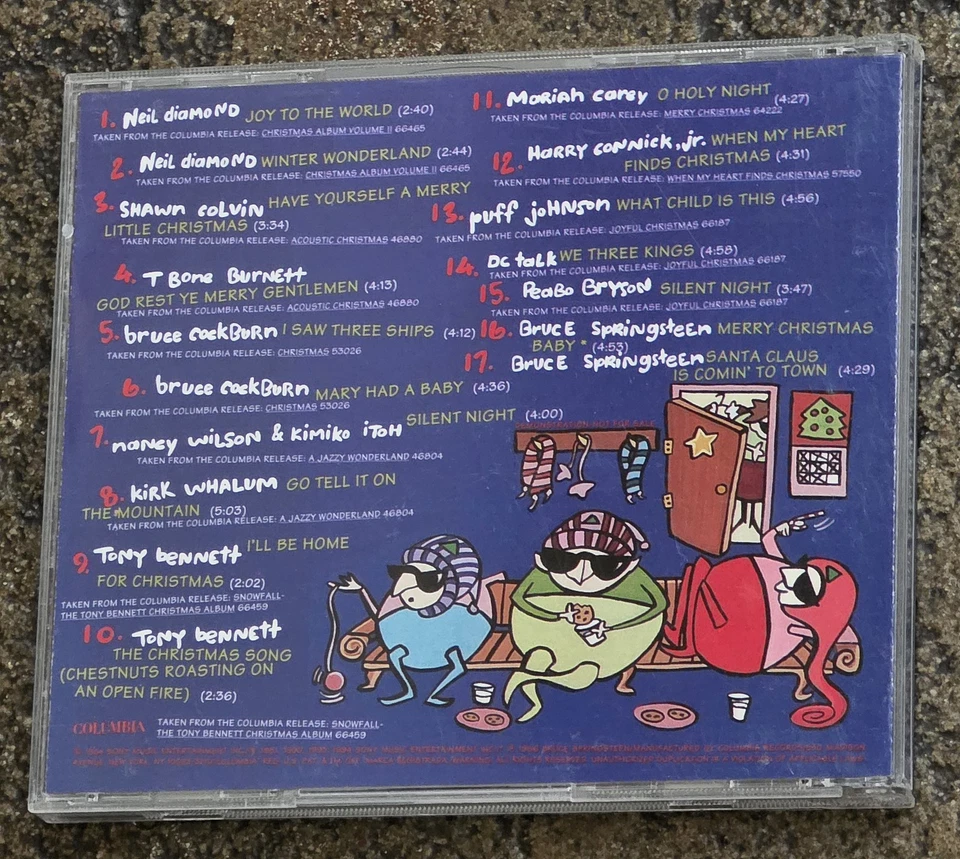 1. Neil diamond JOY TO THE WORLD (2:40)
TAKEN FROM THE COLUMBIA RELEASE: CHRISTMAS ALBUM VOLUME II 66465
2. Neil diamond WINTER WONDERLAND (2:44)
TAKEN FROM THE COLUMBIA RELEASE: CHRISTMAS ALBUM VOLUME II 66465
3. SHAWN COLVIN HAVE YOURSELF A MERRY
LITTLE CHRISTMAS (3:34)
TAKEN FROM THE COLUMBIA RELEASE: ACOUSTIC CHRISTMAS 46880
4. T Bone BURNETT
GOD REST YE MERRY GENTLEMEN (4:13)
TAKEN FROM THE COLUMBIA RELEASE: ACOUSTIC CHRISTMAS 46880
5. bruce cockburn I SAW THREE SHIPS (4:12)
TAKEN FROM THE COLUMBIA RELEASE: CHRISTMAS 53026
6. bruce cockburn MARY HAD A BABY (4:36)
TAKEN FROM THE COLUMBIA RELEASE: CHRISTMAS 53026
7. nancy wilson & kimiko itoh SILENT NIGHT (4:00)
TAKEN FROM THE COLUMBIA RELEASE: A JAZZY WONDERLAND 46804
8. KIRK WHALUM GO TELL IT ON
THE MOUNTAIN (5:03)
TAKEN FROM THE COLUMBIA RELEASE: A JAZZY WONDERLAND 46804
9. Tony bennett I'LL BE HOME
FOR CHRISTMAS (2:02)
TAKEN FROM THE COLUMBIA RELEASE: SNOWFALL-
THE TONY BENNETT CHRISTMAS ALBUM 66459
10. Tony bennett
THE CHRISTMAS SONG
(CHESTNUTS ROASTING ON
AN OPEN FIRE) (2:36)
TAKEN FROM THE COLUMBIA RELEASE: SNOWFALL-
THE TONY BENNETT CHRISTMAS ALBUM 66459
COLUMBIA
11. Mariah Carey O HOLY NIGHT (4:27)
TAKEN FROM THE COLUMBIA RELEASE: MERRY CHRISTMAS 64222
12. HARRY CONNICK, jr. WHEN MY HEART
FINDS CHRISTMAS (4:31)
TAKEN FROM THE COLUMBIA RELEASE: WHEN MY HEART FINDS CHRISTMAS 57550
13. puff johnson WHAT CHILD IS THIS (4:56)
TAKEN FROM THE COLUMBIA RELEASE: JOYFUL CHRISTMAS 66187
14. DC talk WE THREE KINGS (4:58)
TAKEN FROM THE COLUMBIA RELEASE: JOYFUL CHRISTMAS 66187
15. Peabo Bryson SILENT NIGHT (3:47)
TAKEN FROM THE COLUMBIA RELEASE: JOYFUL CHRISTMAS 66187
16. BRUCE Springsteen MERRY CHRISTMAS
BABY * (4:53)
17. BRUCE Springsteen SANTA CLAUS
IS COMIN' TO TOWN (4:29)
DEMONSTRATION-NOT FOR SALE